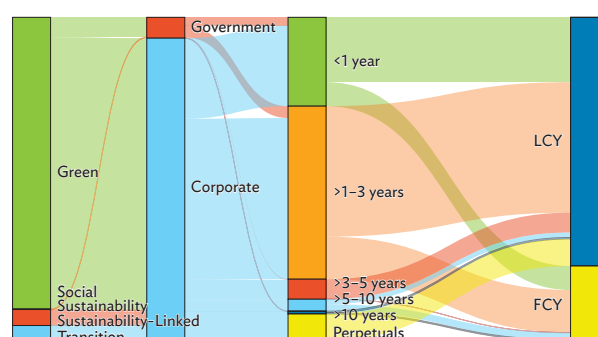 Government
<1 year
LCY
Green
Corporate
>1–3 years
Social
Sustainability
Sustainability-Linked
Transition
>3–5 years
>5–10 years
>10 years
Perpetuals
FCY